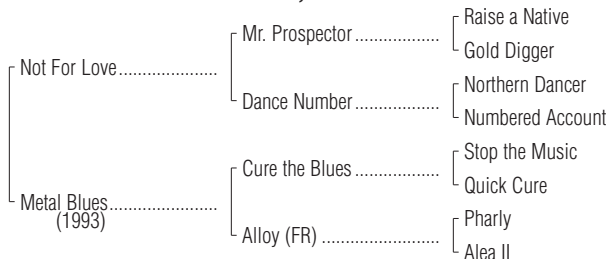 Raise a Native
Mr. Prospector..................
Gold Digger
Not For Love.....................
Northern Dancer
Dance Number..................
Numbered Account
Stop the Music
Cure the Blues ..................
Quick Cure
Metal Blues.......................
(1993)
Pharly
Alloy (FR) .........................
Alea II